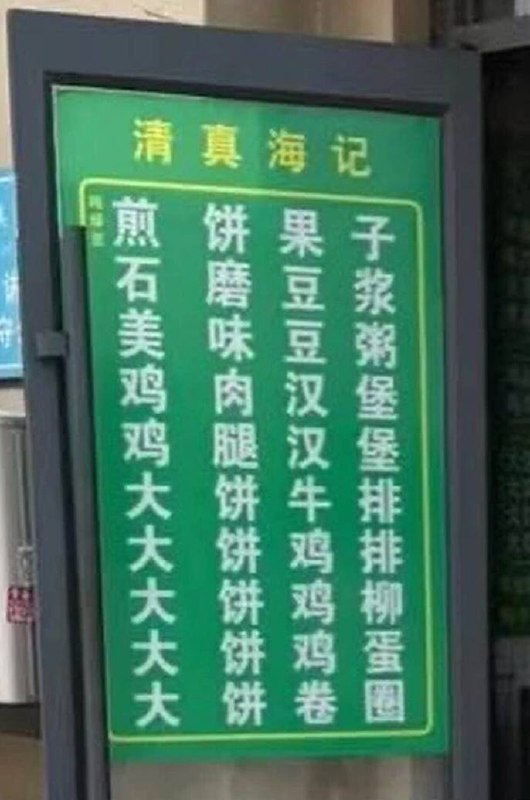 清真海记
煎饼果子
石磨豆浆
美味豆粥
鸡肉汉堡
鸡腿汉堡
大饼牛排
大饼鸡排
大饼鸡柳
大饼鸡蛋
大饼卷圈